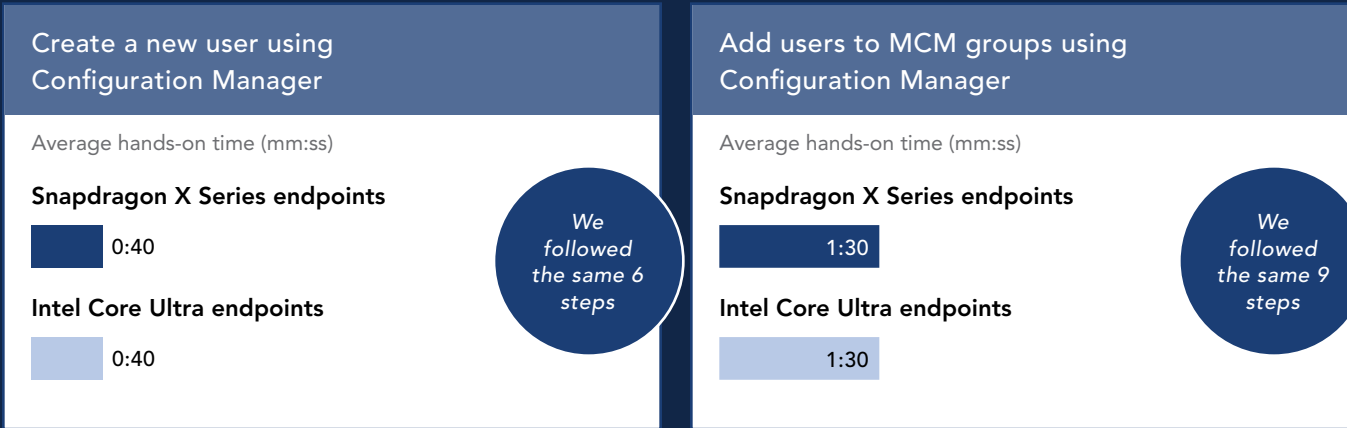 Create a new user using
Configuration Manager
Average hands-on time (mm:ss)
Snapdragon X Series endpoints
0:40
Intel Core Ultra endpoints
0:40
We
followed
the same 6
steps
Add users to MCM groups using
Configuration Manager
Average hands-on time (mm:ss)
Snapdragon X Series endpoints
1:30
Intel Core Ultra endpoints
1:30
We
followed
the same 9
steps